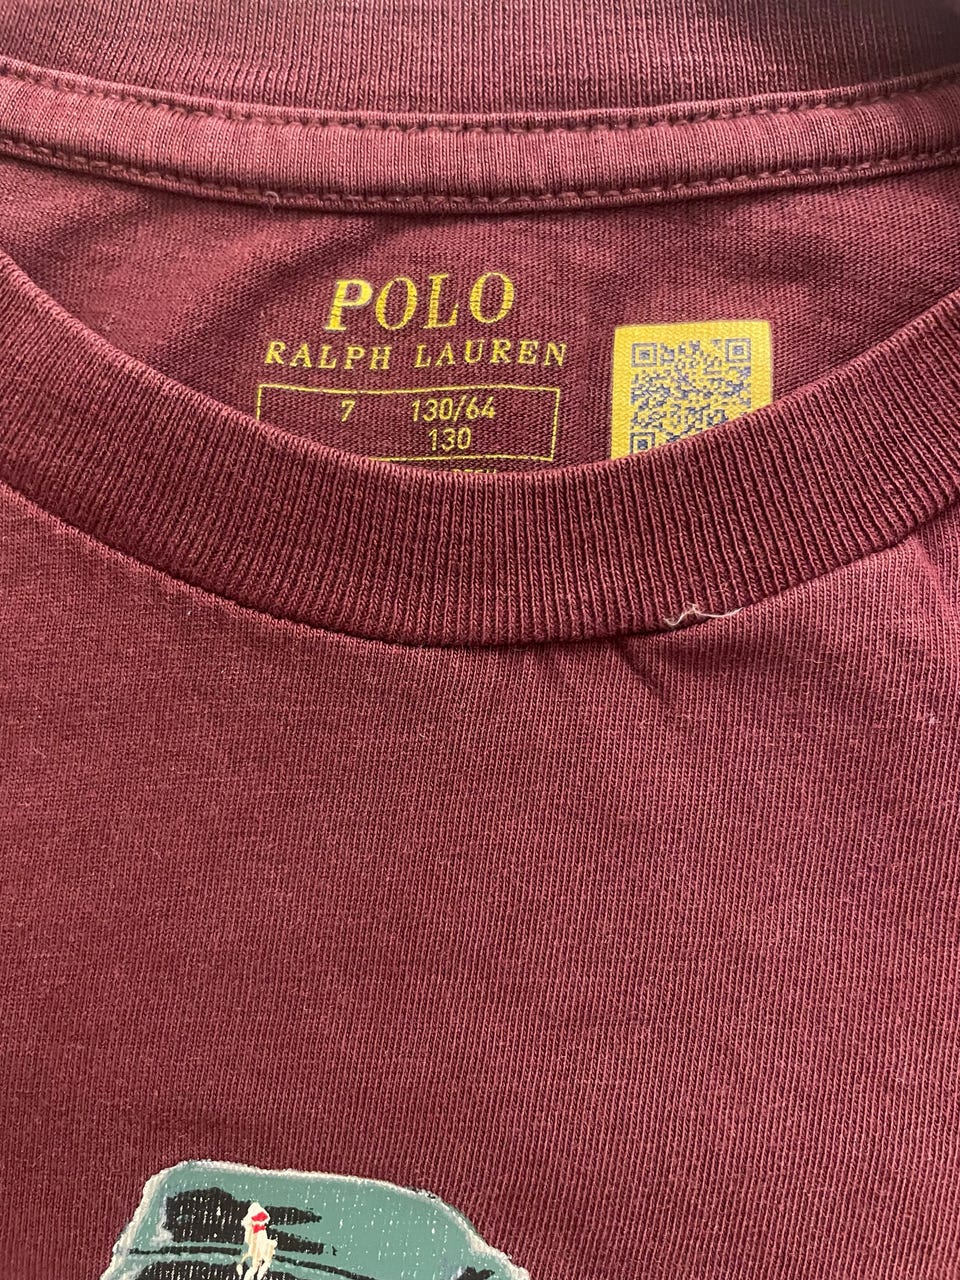 POLO
RALPH LAUREN
7 130/64
130